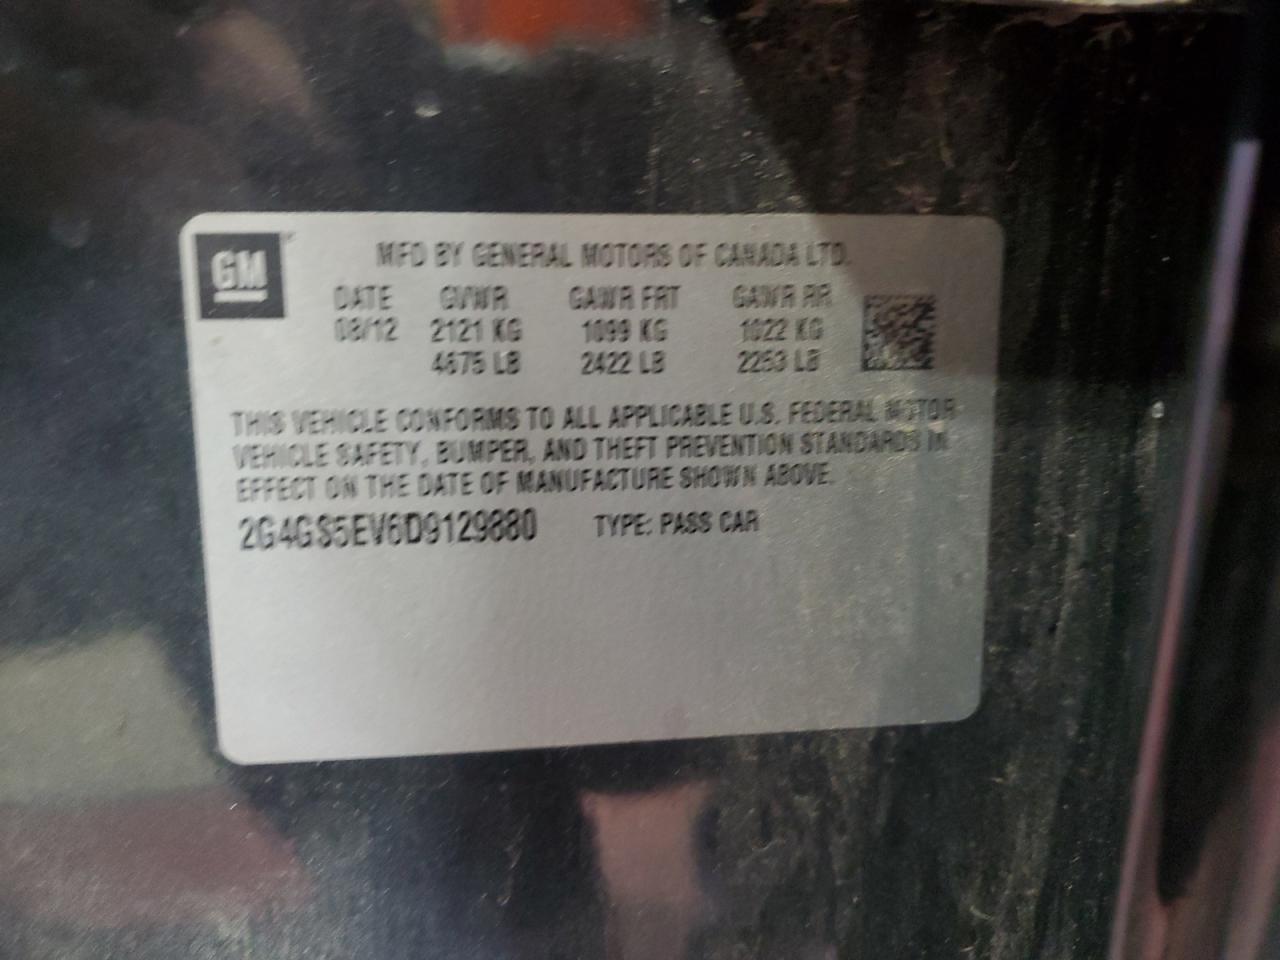 GM
MFD BY GENERAL MOTORS OF CANADA LTD.
DATE GVWR GAWR FRT GAWR RR
08/12 2121 KG 1099 KG 1022 KG
4675 LB 2422 LB 2253 LB
THIS VEHICLE CONFORMS TO ALL APPLICABLE U.S. FEDERAL MOTOR
VEHICLE SAFETY, BUMPER, AND THEFT PREVENTION STANDARDS IN
EFFECT ON THE DATE OF MANUFACTURE SHOWN ABOVE.
2G4GS5EV6D9129880 TYPE: PASS CAR